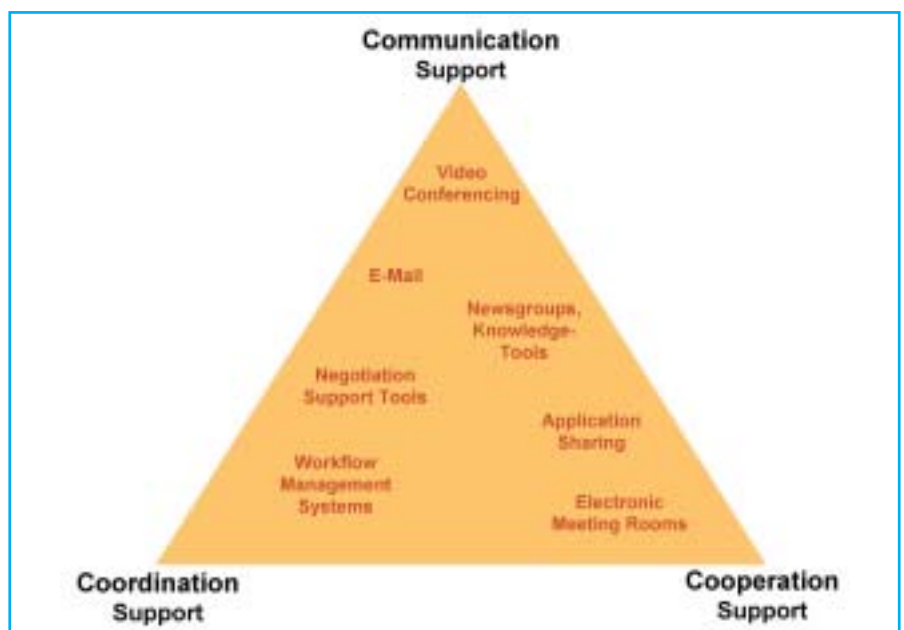 Communication
Support
Video
Conferencing
E-Mail
Newsgroups,
Knowledge-
Tools
Negotiation
Support Tools
Application
Sharing
Workflow
Management
Systems
Electronic
Meeting Rooms
Coordination
Support
Cooperation
Support